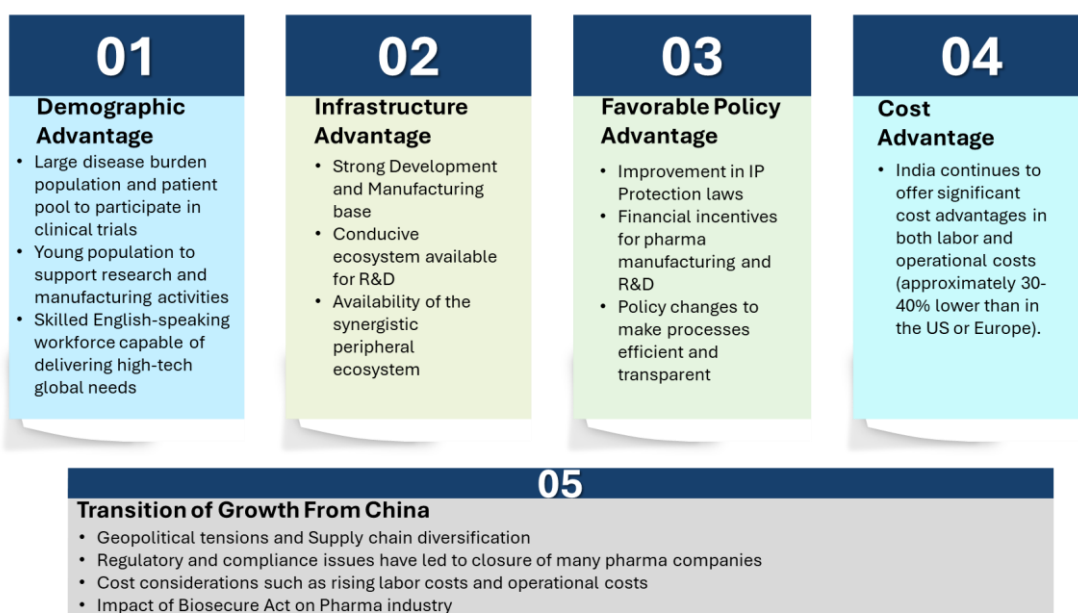 01
Demographic
Advantage
• Large disease burden
population and patient
pool to participate in
clinical trials
• Young population to
support research and
manufacturing activities
• Skilled English-speaking
workforce capable of
delivering high-tech
global needs
02
Infrastructure
Advantage
• Strong Development
and Manufacturing
base
• Conducive
ecosystem available
for R&D
• Availability of the
synergistic
peripheral
ecosystem
03
Favorable Policy
Advantage
• Improvement in IP
Protection laws
• Financial incentives
for pharma
manufacturing and
R&D
• Policy changes to
make processes
efficient and
transparent
04
Cost
Advantage
• India continues to
offer significant
cost advantages in
both labor and
operational costs
(approximately 30-
40% lower than in
the US or Europe).
05
Transition of Growth From China
• Geopolitical tensions and Supply chain diversification
• Regulatory and compliance issues have led to closure of many pharma companies
• Cost considerations such as rising labor costs and operational costs
• Impact of Biosecure Act on Pharma industry